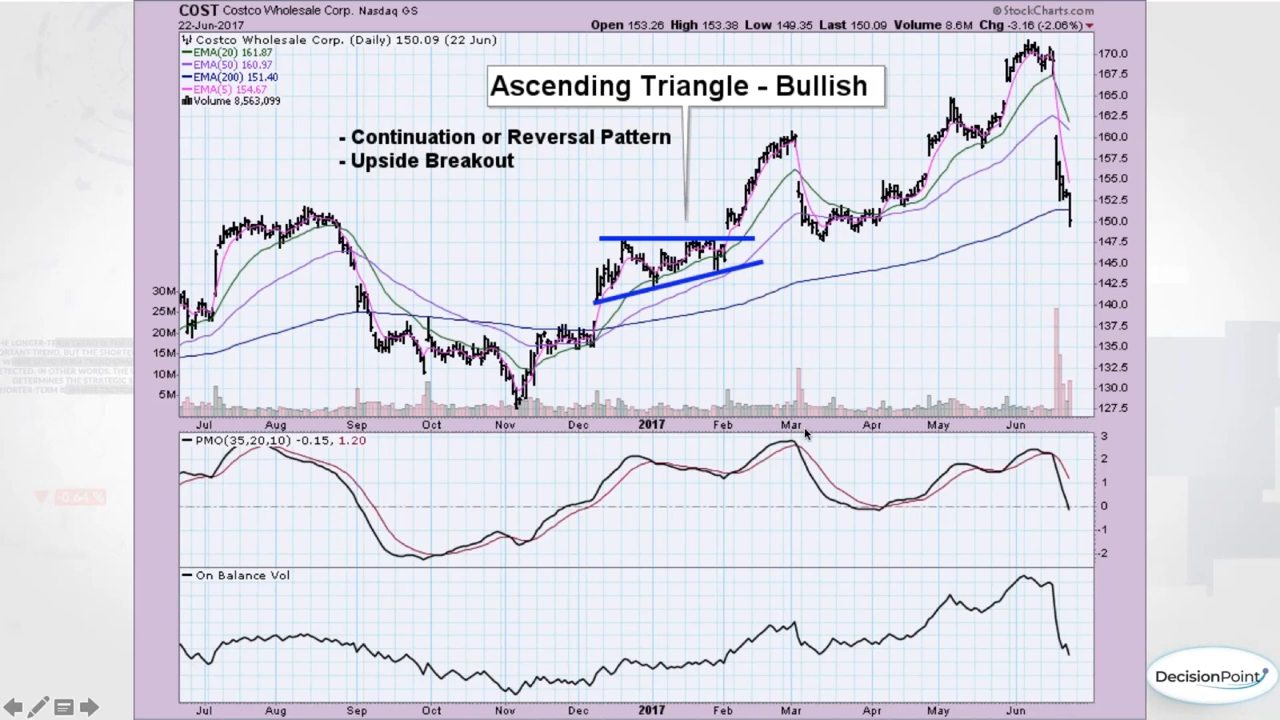 COST Costco Wholesale Corp. Nasdaq GS
© StockCharts.com
22-Jun-2017
Open 153.26 High 153.38 Low 149.35 Last 150.09 Volume 8.6M Chg -3.16 (-2.06%)
Costco Wholesale Corp. (Daily) 150.09 (22 Jun)
EMA(20) 161.87
EMA(50) 160.97
EMA(200) 151.40
EMA(5) 154.67
Volume 8,563,099
Ascending Triangle - Bullish
- Continuation or Reversal Pattern
- Upside Breakout
170.0
167.5
165.0
162.5
160.0
157.5
155.0
152.5
150.0
147.5
145.0
142.5
140.0
137.5
135.0
132.5
130.0
127.5
30M
25M
20M
15M
10M
5M
Jul Aug Sep Oct Nov Dec 2017 Feb Mar Apr May Jun
PMO(35,20,10) -0.15, 1.20
3
2
1
0
-1
-2
On Balance Vol
Jul Aug Sep Oct Nov Dec 2017 Feb Mar Apr May Jun
-0.64 %
DecisionPoint